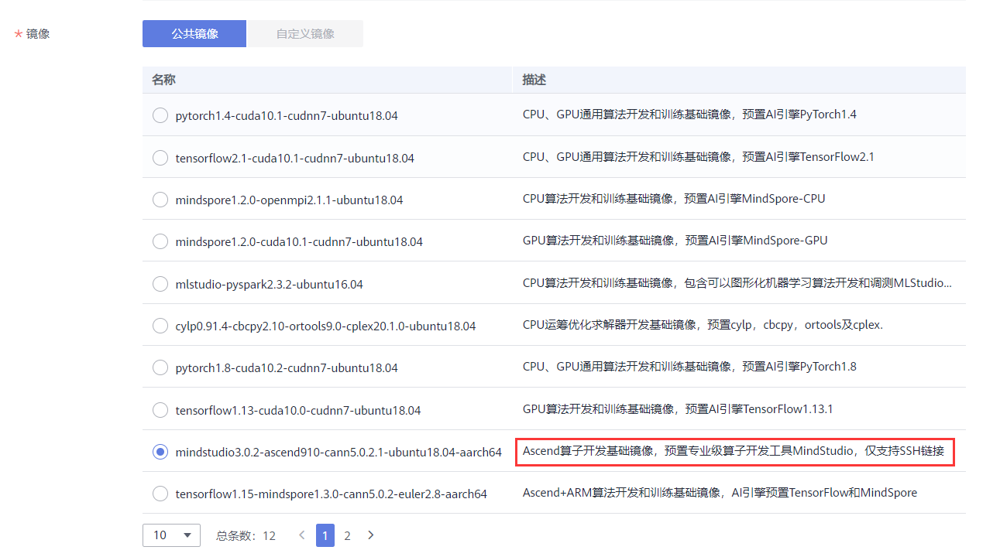 * 镜像
公共镜像 自定义镜像
名称 描述
pytorch1.4-cuda10.1-cudnn7-ubuntu18.04 CPU、GPU通用算法开发和训练基础镜像，预置AI引擎PyTorch1.4
tensorflow2.1-cuda10.1-cudnn7-ubuntu18.04 CPU、GPU通用算法开发和训练基础镜像，预置AI引擎TensorFlow2.1
mindspore1.2.0-openmpi2.1.1-ubuntu18.04 CPU算法开发和训练基础镜像，预置AI引擎MindSpore-CPU
mindspore1.2.0-cuda10.1-cudnn7-ubuntu18.04 GPU算法开发和训练基础镜像，预置AI引擎MindSpore-GPU
mlstudio-pyspark2.3.2-ubuntu16.04 CPU算法开发和训练基础镜像，包含可以图形化机器学习算法开发和调测MLStudio...
cylp0.91.4-cbcpy2.10-ortools9.0-cplex20.1.0-ubuntu18.04 CPU运筹优化求解器开发基础镜像，预置cylp，cbcpy，ortools及cplex.
pytorch1.8-cuda10.2-cudnn7-ubuntu18.04 CPU、GPU通用算法开发和训练基础镜像，预置AI引擎PyTorch1.8
tensorflow1.13-cuda10.0-cudnn7-ubuntu18.04 GPU算法开发和训练基础镜像，预置AI引擎TensorFlow1.13.1
mindstudio3.0.2-ascend910-cann5.0.2.1-ubuntu18.04-aarch64 Ascend算子开发基础镜像，预置专业级算子开发工具MindStudio，仅支持SSH链接
tensorflow1.15-mindspore1.3.0-cann5.0.2-euler2.8-aarch64 Ascend+ARM算法开发和训练基础镜像，AI引擎预置TensorFlow和MindSpore
10 总条数：12 < 1 2 >